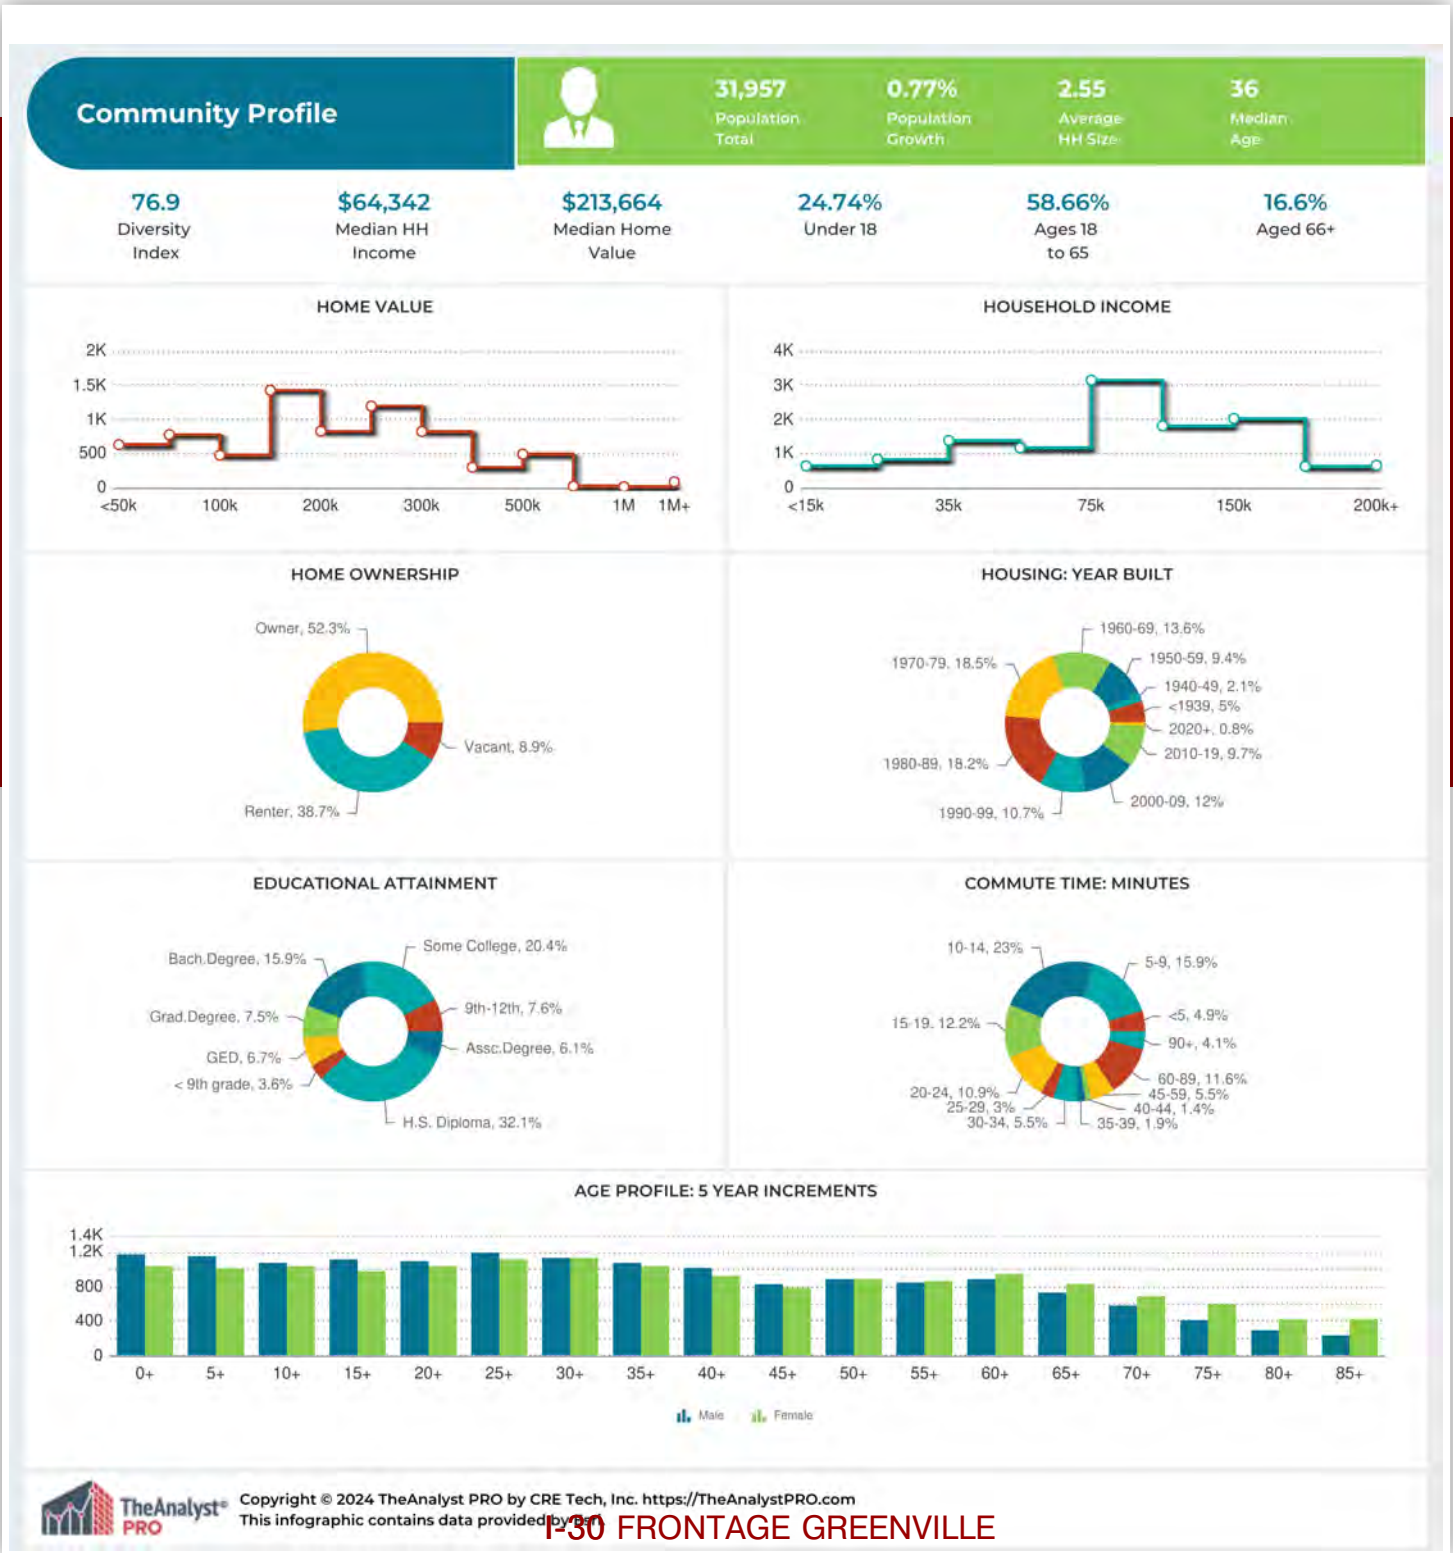 Community Profile
31,957
Population
Total
0.77%
Population
Growth
2.55
Average
HH Size
36
Median
Age
76.9
Diversity
Index
$64,342
Median HH
Income
$213,664
Median Home
Value
24.74%
Under 18
58.66%
Ages 18
to 65
16.6%
Aged 66+
HOME VALUE
2K
1.5K
1K
500
0
<50k 100k 200k 300k 500k 1M 1M+
HOUSEHOLD INCOME
4K
3K
2K
1K
0
<15k 35k 75k 150k 200k+
HOME OWNERSHIP
Owner, 52.3%
Vacant, 8.9%
Renter, 38.7%
HOUSING: YEAR BUILT
1960-69, 13.6%
1970-79, 18.5%
1950-59, 9.4%
1940-49, 2.1%
<1939, 5%
2020+, 0.8%
2010-19, 9.7%
1980-89, 18.2%
2000-09, 12%
1990-99, 10.7%
EDUCATIONAL ATTAINMENT
Some College, 20.4%
Bach.Degree, 15.9%
9th-12th, 7.6%
Grad.Degree, 7.5%
Assc.Degree, 6.1%
GED, 6.7%
< 9th grade, 3.6%
H.S. Diploma, 32.1%
COMMUTE TIME: MINUTES
10-14, 23%
5-9, 15.9%
<5, 4.9%
15-19, 12.2%
90+, 4.1%
60-89, 11.6%
20-24, 10.9%
45-59, 5.5%
25-29, 3%
40-44, 1.4%
30-34, 5.5%
35-39, 1.9%
AGE PROFILE: 5 YEAR INCREMENTS
1.4K
1.2K
800
400
0
0+ 5+ 10+ 15+ 20+ 25+ 30+ 35+ 40+ 45+ 50+ 55+ 60+ 65+ 70+ 75+ 80+ 85+
Male Female
TheAnalyst®
PRO
Copyright © 2024 TheAnalyst PRO by CRE Tech, Inc. https://TheAnalystPRO.com
This infographic contains data provided by Esri.
I-30 FRONTAGE GREENVILLE